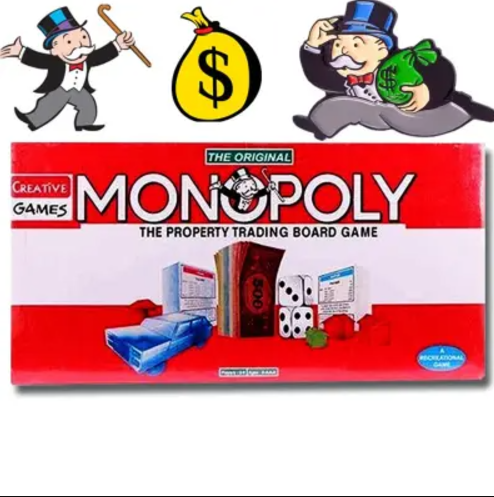 $
$
THE ORIGINAL
CREATIVE
GAMES
MONOPOLY
THE PROPERTY TRADING BOARD GAME
500
A
RECREATIONAL
GAME